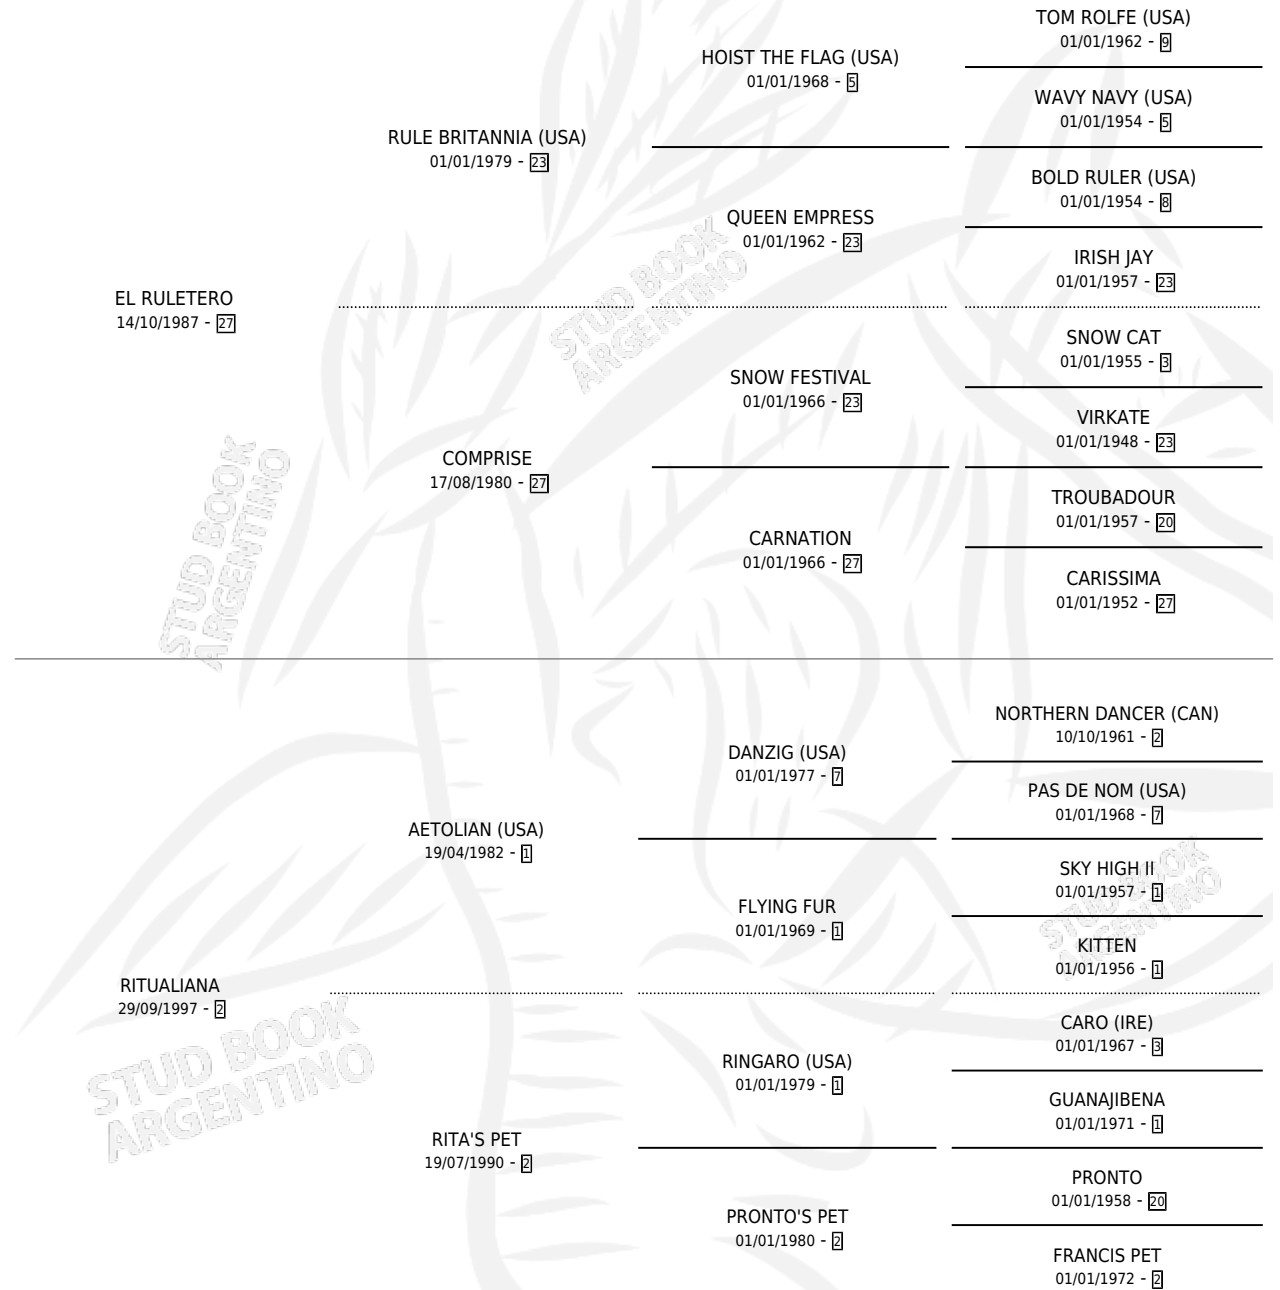 TOM ROLFE (USA)
01/01/1962 - 9
HOIST THE FLAG (USA)
01/01/1968 - 5
WAVY NAVY (USA)
01/01/1954 - 5
RULE BRITANNIA (USA)
01/01/1979 - 23
BOLD RULER (USA)
01/01/1954 - 8
QUEEN EMPRESS
01/01/1962 - 23
IRISH JAY
01/01/1957 - 23
EL RULETERO
14/10/1987 - 27
STUD BOOK
ARGENTINO
SNOW CAT
01/01/1955 - 3
SNOW FESTIVAL
01/01/1966 - 23
VIRKATE
01/01/1948 - 23
COMPRISE
17/08/1980 - 27
TROUBADOUR
01/01/1957 - 20
CARNATION
01/01/1966 - 27
CARISSIMA
01/01/1952 - 27
STUD BOOK
ARGENTINO
NORTHERN DANCER (CAN)
10/10/1961 - 2
DANZIG (USA)
01/01/1977 - 7
PAS DE NOM (USA)
01/01/1968 - 7
AETOLIAN (USA)
19/04/1982 - 1
SKY HIGH II
01/01/1957 - 1
FLYING FUR
01/01/1969 - 1
STUD BOOK
ARGENTINO
KITTEN
01/01/1956 - 1
RITUALIANA
29/09/1997 - 2
CARO (IRE)
01/01/1967 - 3
STUD BOOK
ARGENTINO
RINGARO (USA)
01/01/1979 - 1
GUANAJIBENA
01/01/1971 - 1
RITA'S PET
19/07/1990 - 2
PRONTO
01/01/1958 - 20
PRONTO'S PET
01/01/1980 - 2
FRANCIS PET
01/01/1972 - 2